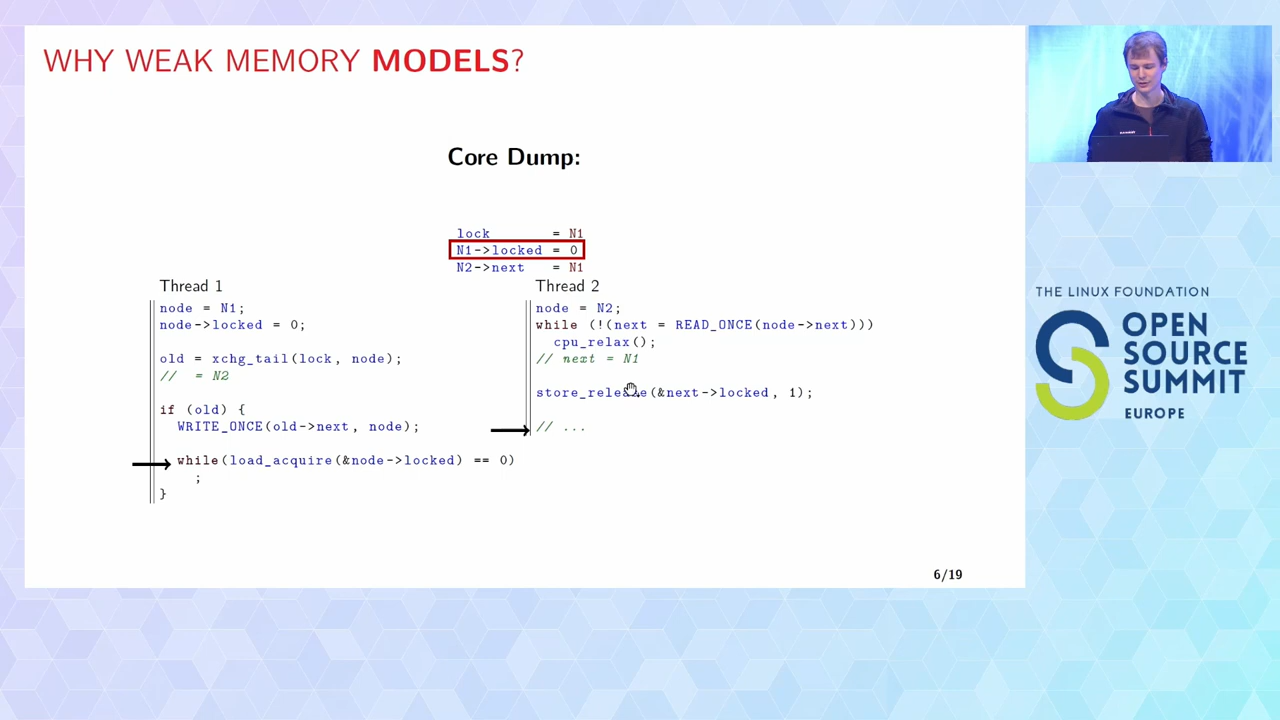 WHY WEAK MEMORY MODELS?
Core Dump:
lock = N1
N1->locked = 0
N2->next = N1
Thread 1
node = N1;
node->locked = 0;
old = xchg_tail(lock, node);
// = N2
if (old) {
WRITE_ONCE(old->next, node);
while(load_acquire(&node->locked) == 0)
;
}
Thread 2
node = N2;
while (!(next = READ_ONCE(node->next)))
cpu_relax();
// next = N1
store_release(&next->locked, 1);
// ...
6/19
THE LINUX FOUNDATION
OPEN
SOURCE
SUMMIT
EUROPE